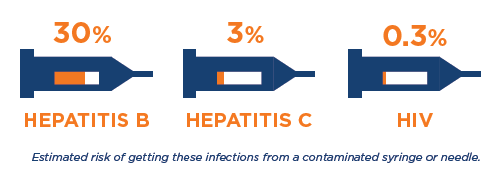 30% 3% 0.3%
HEPATITIS B HEPATITIS C HIV
Estimated risk of getting these infections from a contaminated syringe or needle.